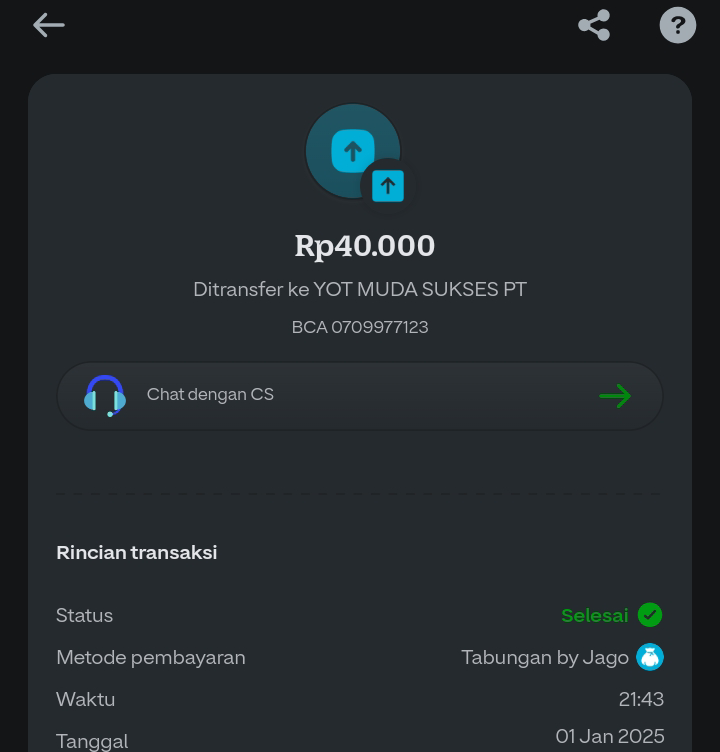 Rp40.000
Ditransfer ke YOT MUDA SUKSES PT
BCA 0709977123
Chat dengan CS
Rincian transaksi
Status Selesai
Metode pembayaran Tabungan by Jago
Waktu 21:43
Tanggal 01 Jan 2025